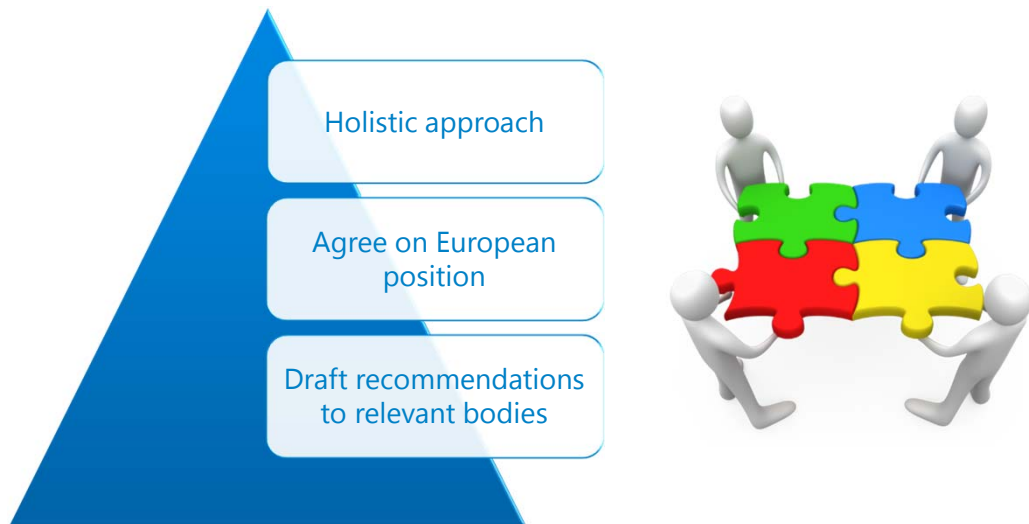 Holistic approach
Agree on European
position
Draft recommendations
to relevant bodies